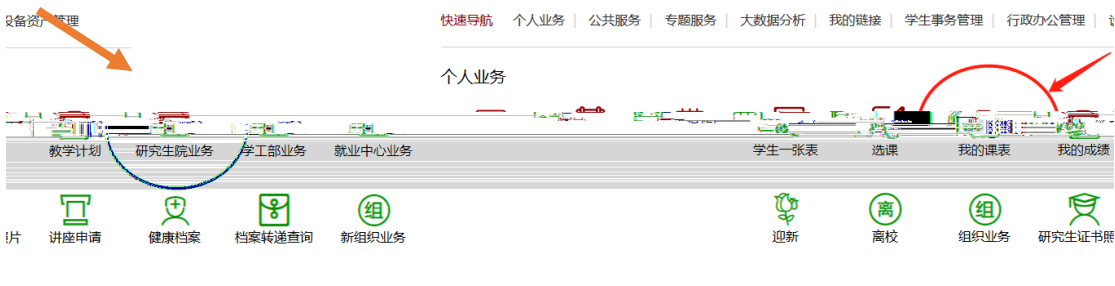 设备资产管理 快速导航 个人业务 公共服务 专题服务 大数据分析 我的链接 学生事务管理 行政办公管理
个人业务
教学计划 研究生院业务 学工部业务 就业中心业务 学生一张表 选课 我的课表 我的成绩
组 离 组
照片 讲座申请 健康档案 档案转递查询 新组织业务 迎新 离校 组织业务 研究生证书照